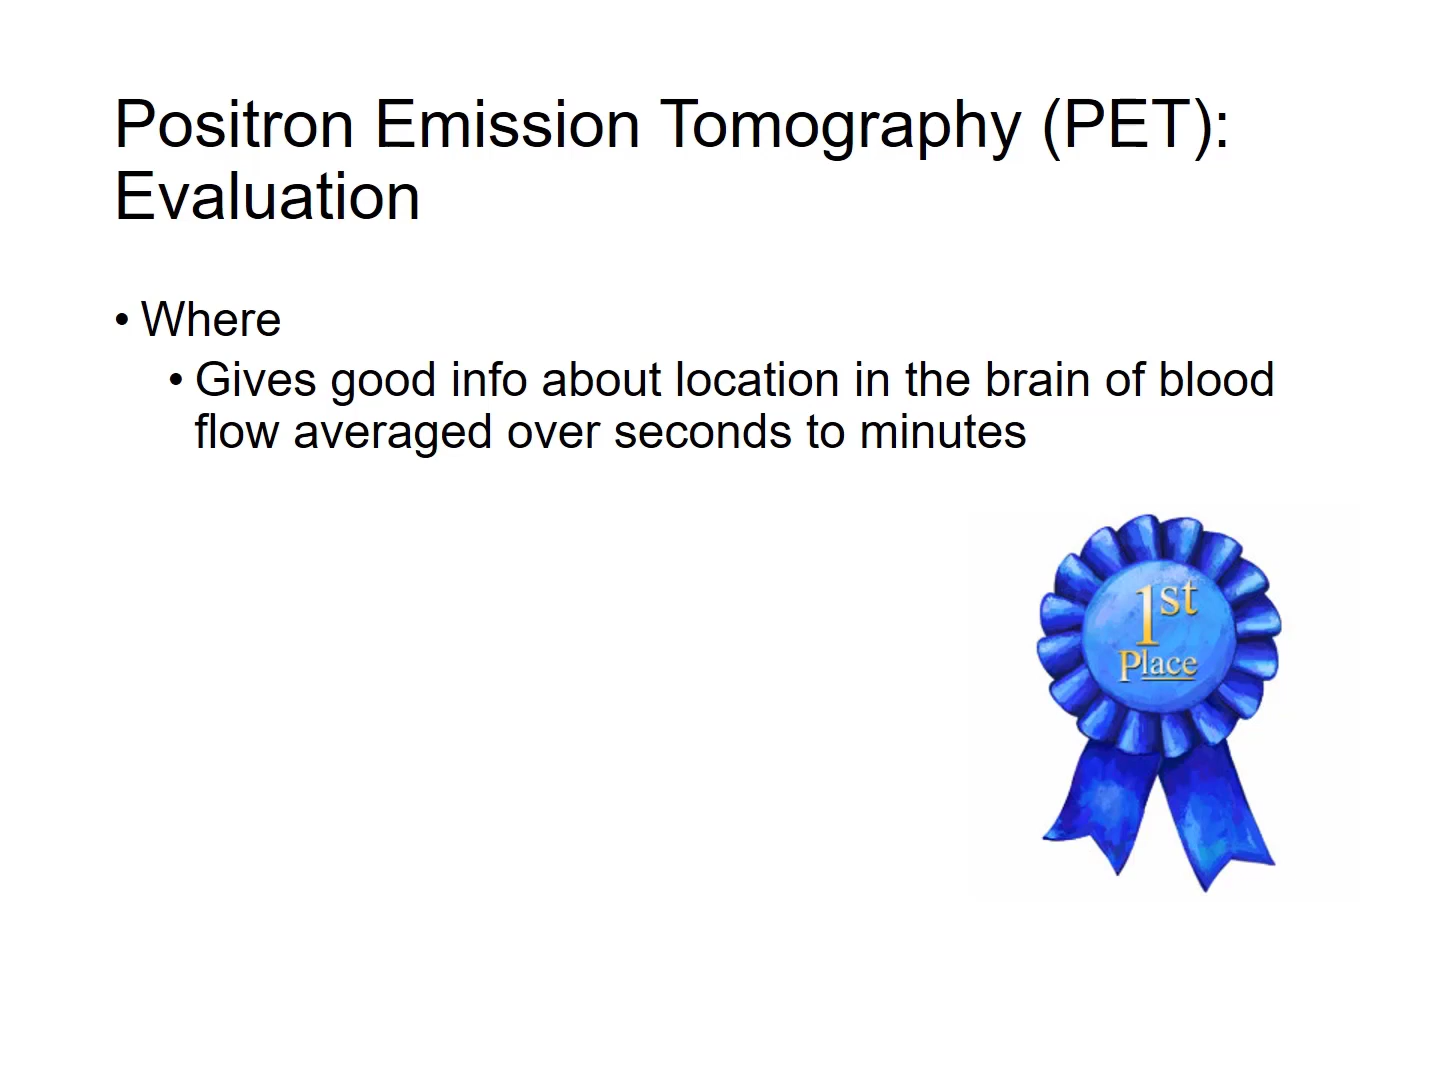 Positron Emission Tomography (PET):
Evaluation
• Where
• Gives good info about location in the brain of blood
flow averaged over seconds to minutes
1st
Place